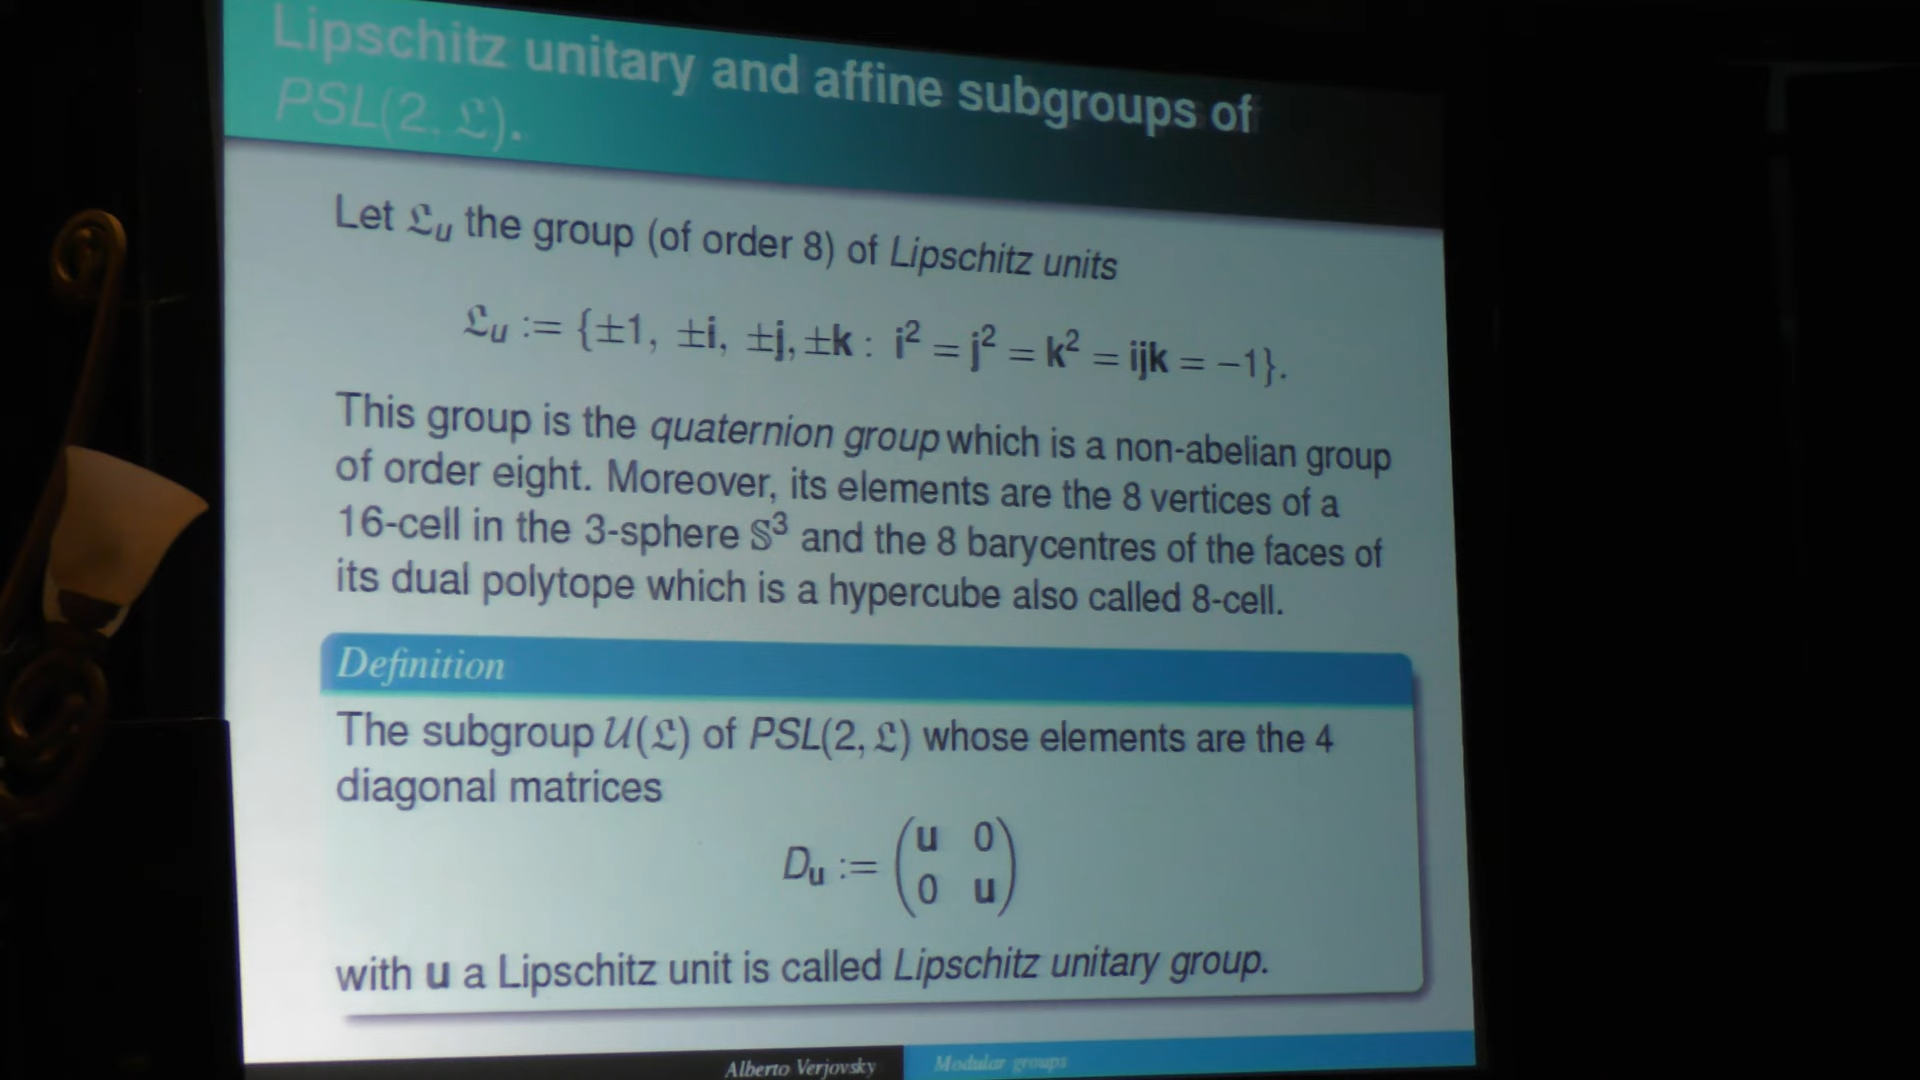 Lipschitz unitary and affine subgroups of
PSL(2, 𝔏).
Let 𝔏ᵤ the group (of order 8) of Lipschitz units
𝔏ᵤ := {±1, ±i, ±j, ±k : i² = j² = k² = ijk = −1}.
This group is the quaternion group which is a non-abelian group
of order eight. Moreover, its elements are the 8 vertices of a
16-cell in the 3-sphere 𝕊³ and the 8 barycentres of the faces of
its dual polytope which is a hypercube also called 8-cell.
Definition
The subgroup 𝒰(𝔏) of PSL(2, 𝔏) whose elements are the 4
diagonal matrices
Dᵤ := (u 0
0 u)
with u a Lipschitz unit is called Lipschitz unitary group.
Alberto Verjovsky Modular groups